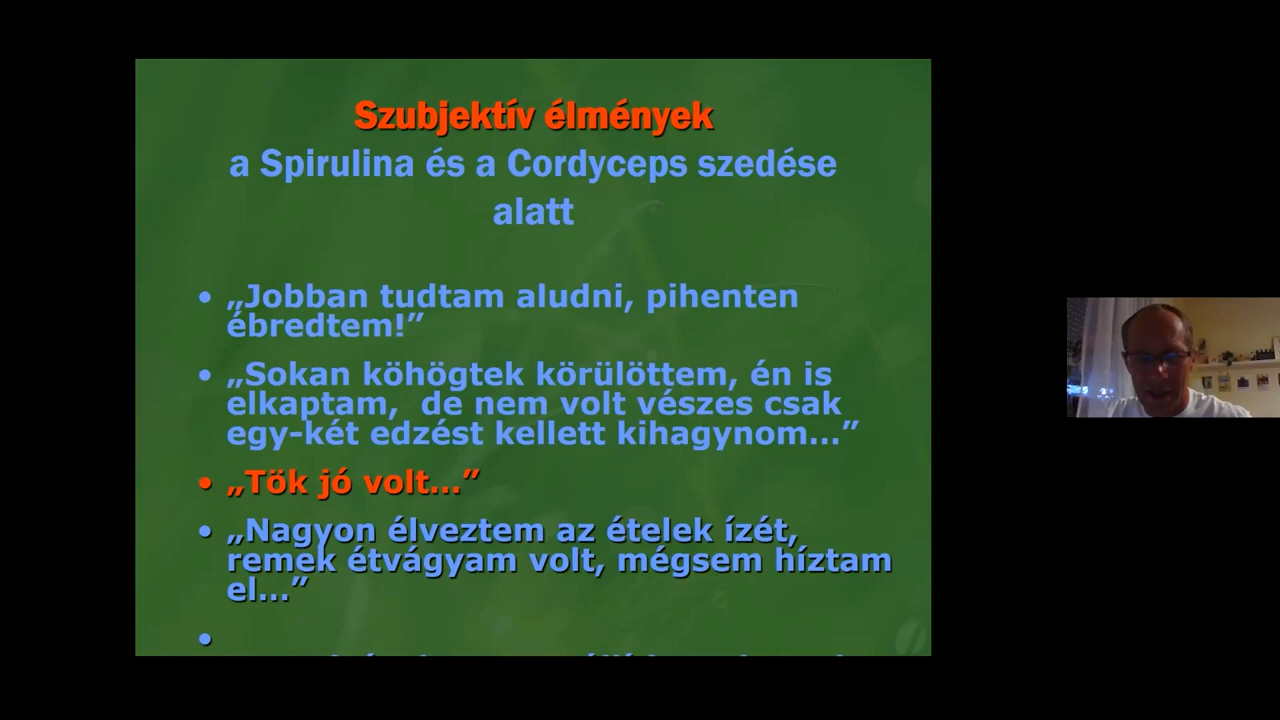 Szubjektív élmények
a Spirulina és a Cordyceps szedése
alatt
• „Jobban tudtam aludni, pihenten
ébredtem!”
• „Sokan köhögtek körülöttem, én is
elkaptam,  de nem volt vészes csak
egy-két edzést kellett kihagynom…”
• „Tök jó volt…”
• „Nagyon élveztem az ételek ízét,
remek étvágyam volt, mégsem híztam
el…”
•